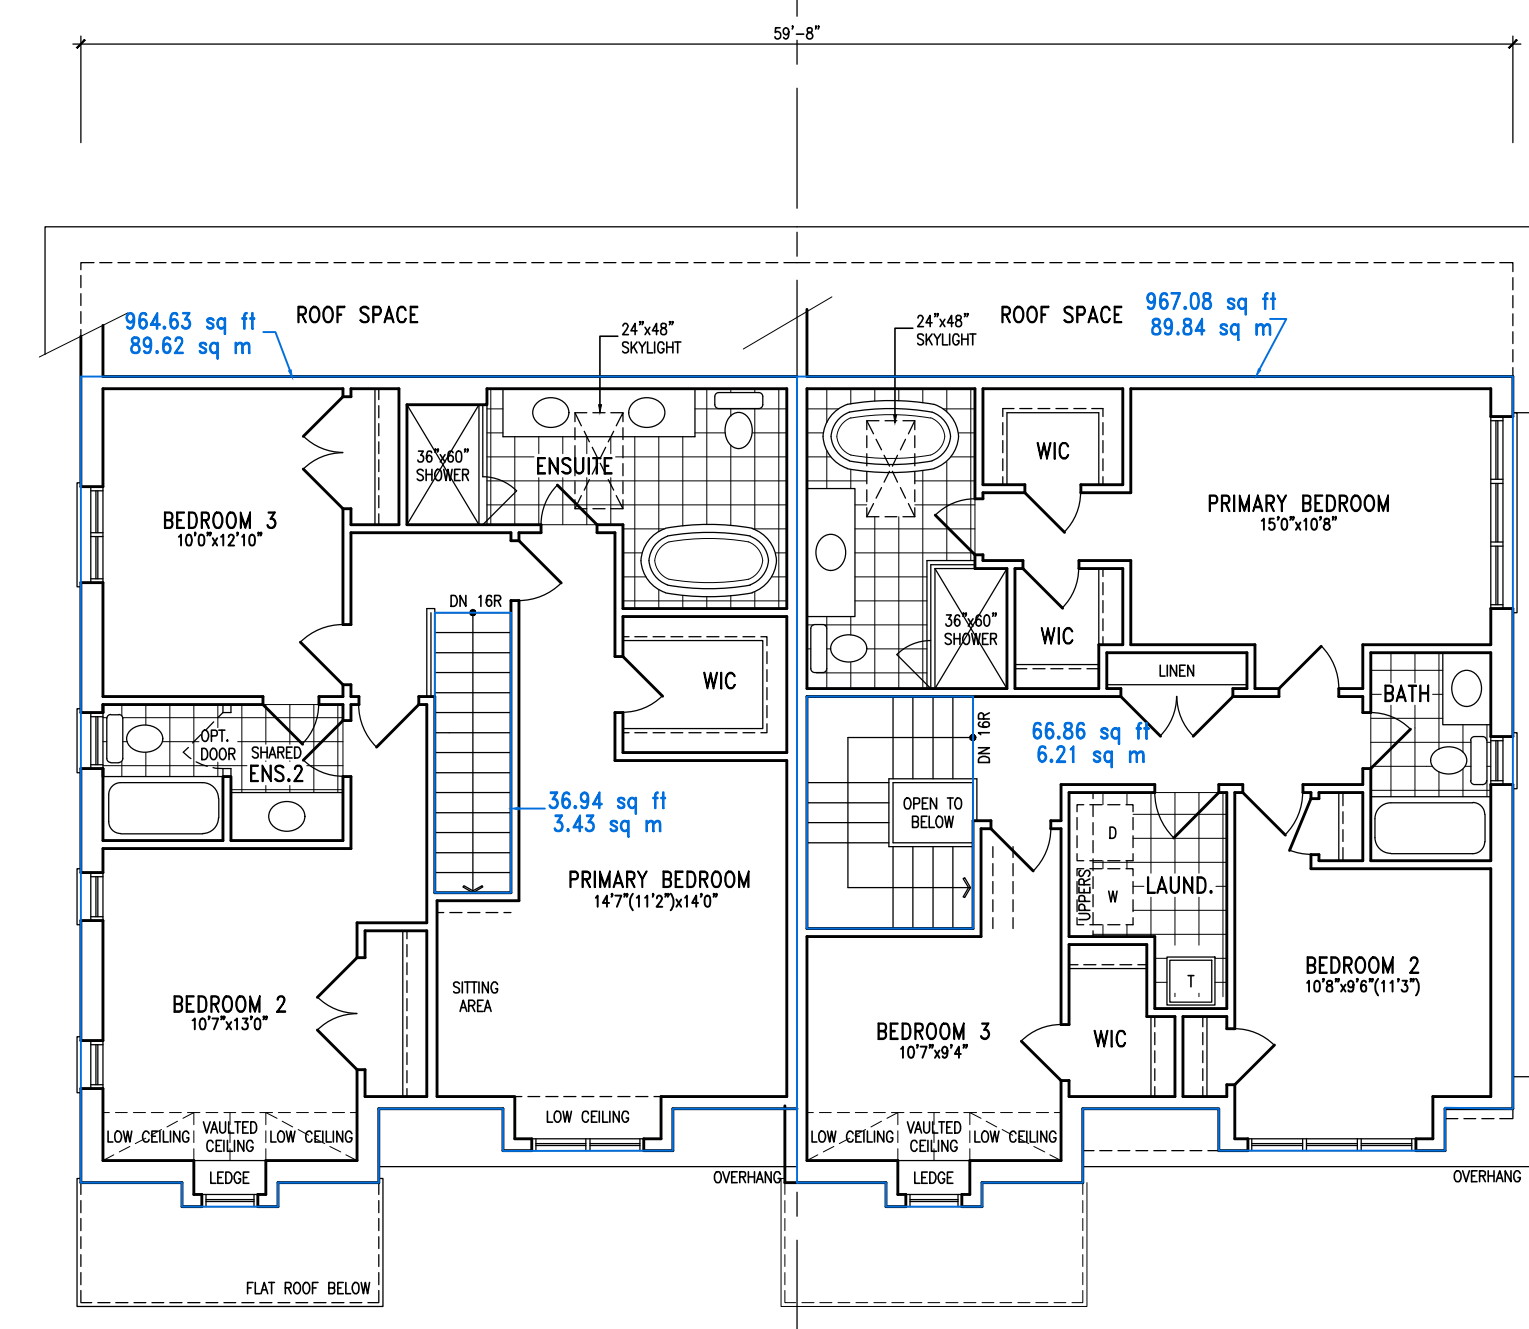 59'-8"
ROOF SPACE
964.63 sq ft
89.62 sq m
24"x48"
SKYLIGHT
24"x48"
SKYLIGHT
ROOF SPACE
967.08 sq ft
89.84 sq m
36"x60"
SHOWER
ENSUITE
WIC
BEDROOM 3
10'0"x12'10"
PRIMARY BEDROOM
15'0"x10'8"
DN 16R
36"x60"
SHOWER
WIC
WIC
LINEN
BATH
OPT.
DOOR
SHARED
ENS.2
DN 16R
66.86 sq ft
6.21 sq m
36.94 sq ft
3.43 sq m
OPEN TO
BELOW
D
UPPERS
W
LAUND.
PRIMARY BEDROOM
14'7"(11'2")x14'0"
BEDROOM 2
10'7"x13'0"
SITTING
AREA
T
BEDROOM 2
10'8"x9'6"(11'3")
BEDROOM 3
10'7"x9'4"
WIC
LOW CEILING
VAULTED
CEILING
LOW CEILING
LOW CEILING
LOW CEILING
VAULTED
CEILING
LOW CEILING
LEDGE
OVERHANG
LEDGE
OVERHANG
FLAT ROOF BELOW